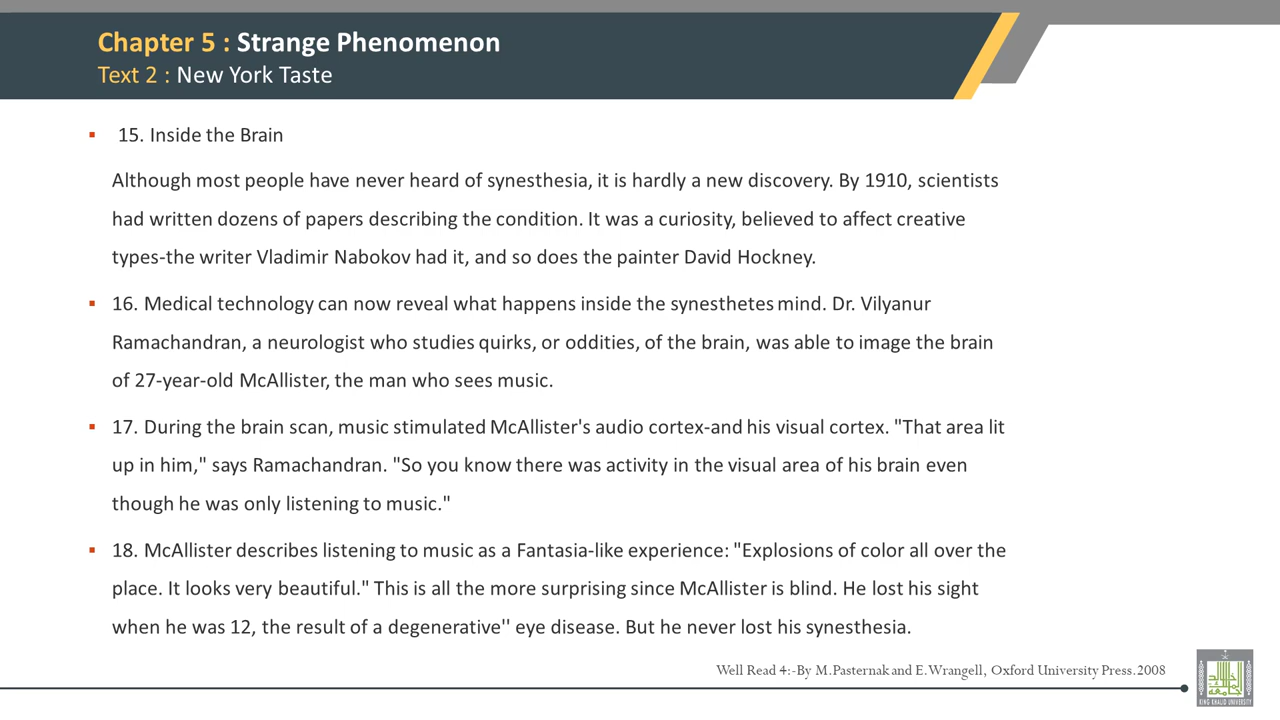 Chapter 5 : Strange Phenomenon
Text 2 : New York Taste
▪ 15. Inside the Brain
Although most people have never heard of synesthesia, it is hardly a new discovery. By 1910, scientists
had written dozens of papers describing the condition. It was a curiosity, believed to affect creative
types-the writer Vladimir Nabokov had it, and so does the painter David Hockney.
▪ 16. Medical technology can now reveal what happens inside the synesthetes mind. Dr. Vilyanur
Ramachandran, a neurologist who studies quirks, or oddities, of the brain, was able to image the brain
of 27-year-old McAllister, the man who sees music.
▪ 17. During the brain scan, music stimulated McAllister's audio cortex-and his visual cortex. "That area lit
up in him," says Ramachandran. "So you know there was activity in the visual area of his brain even
though he was only listening to music."
▪ 18. McAllister describes listening to music as a Fantasia-like experience: "Explosions of color all over the
place. It looks very beautiful." This is all the more surprising since McAllister is blind. He lost his sight
when he was 12, the result of a degenerative'' eye disease. But he never lost his synesthesia.
Well Read 4:-By M.Pasternak and E.Wrangell, Oxford University Press.2008
KING KHALID UNIVERSITY